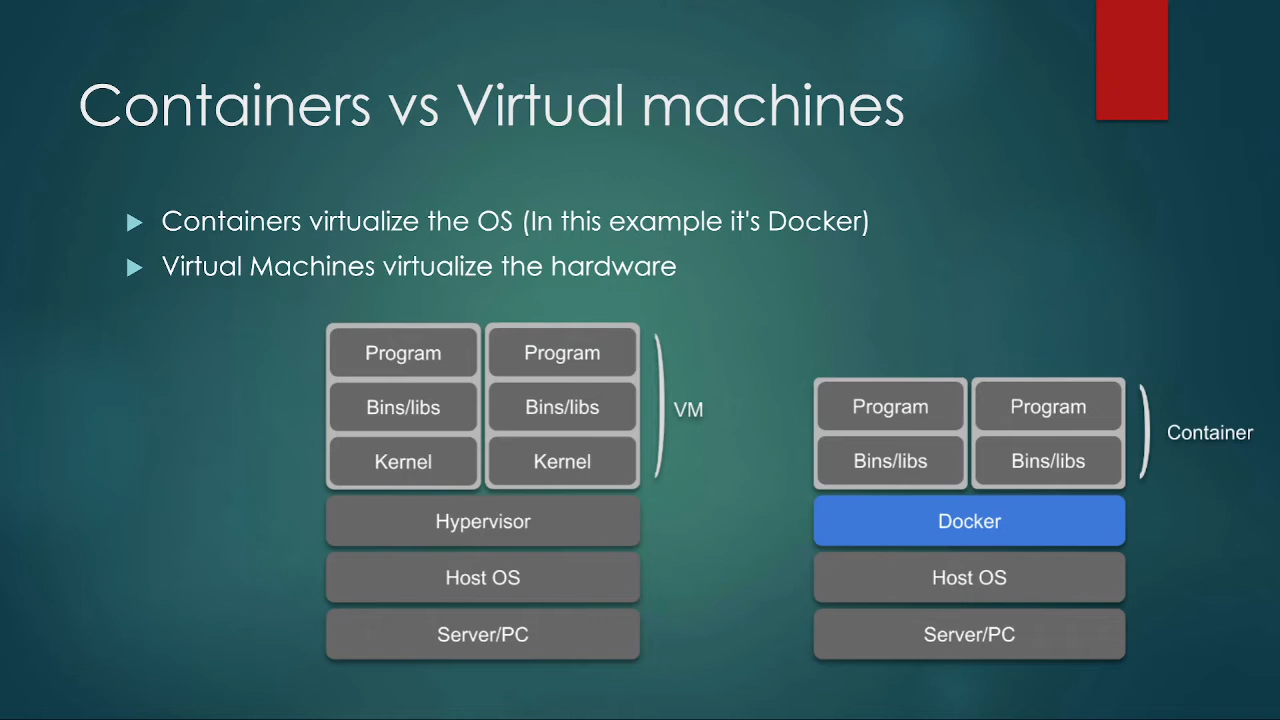 Containers vs Virtual machines
Containers virtualize the OS (In this example it's Docker)
Virtual Machines virtualize the hardware
Program
Program
Bins/libs
Bins/libs
Kernel
Kernel
VM
Hypervisor
Host OS
Server/PC
Program
Program
Bins/libs
Bins/libs
Container
Docker
Host OS
Server/PC